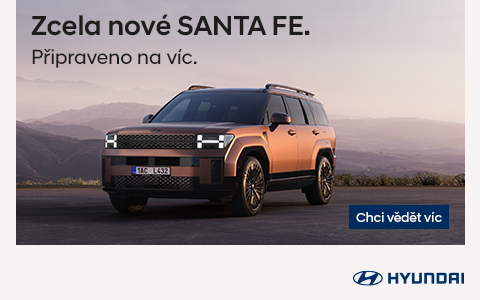 Zcela nové SANTA FE.
Připraveno na víc.
1AC L432
Chci vědět víc
HYUNDAI